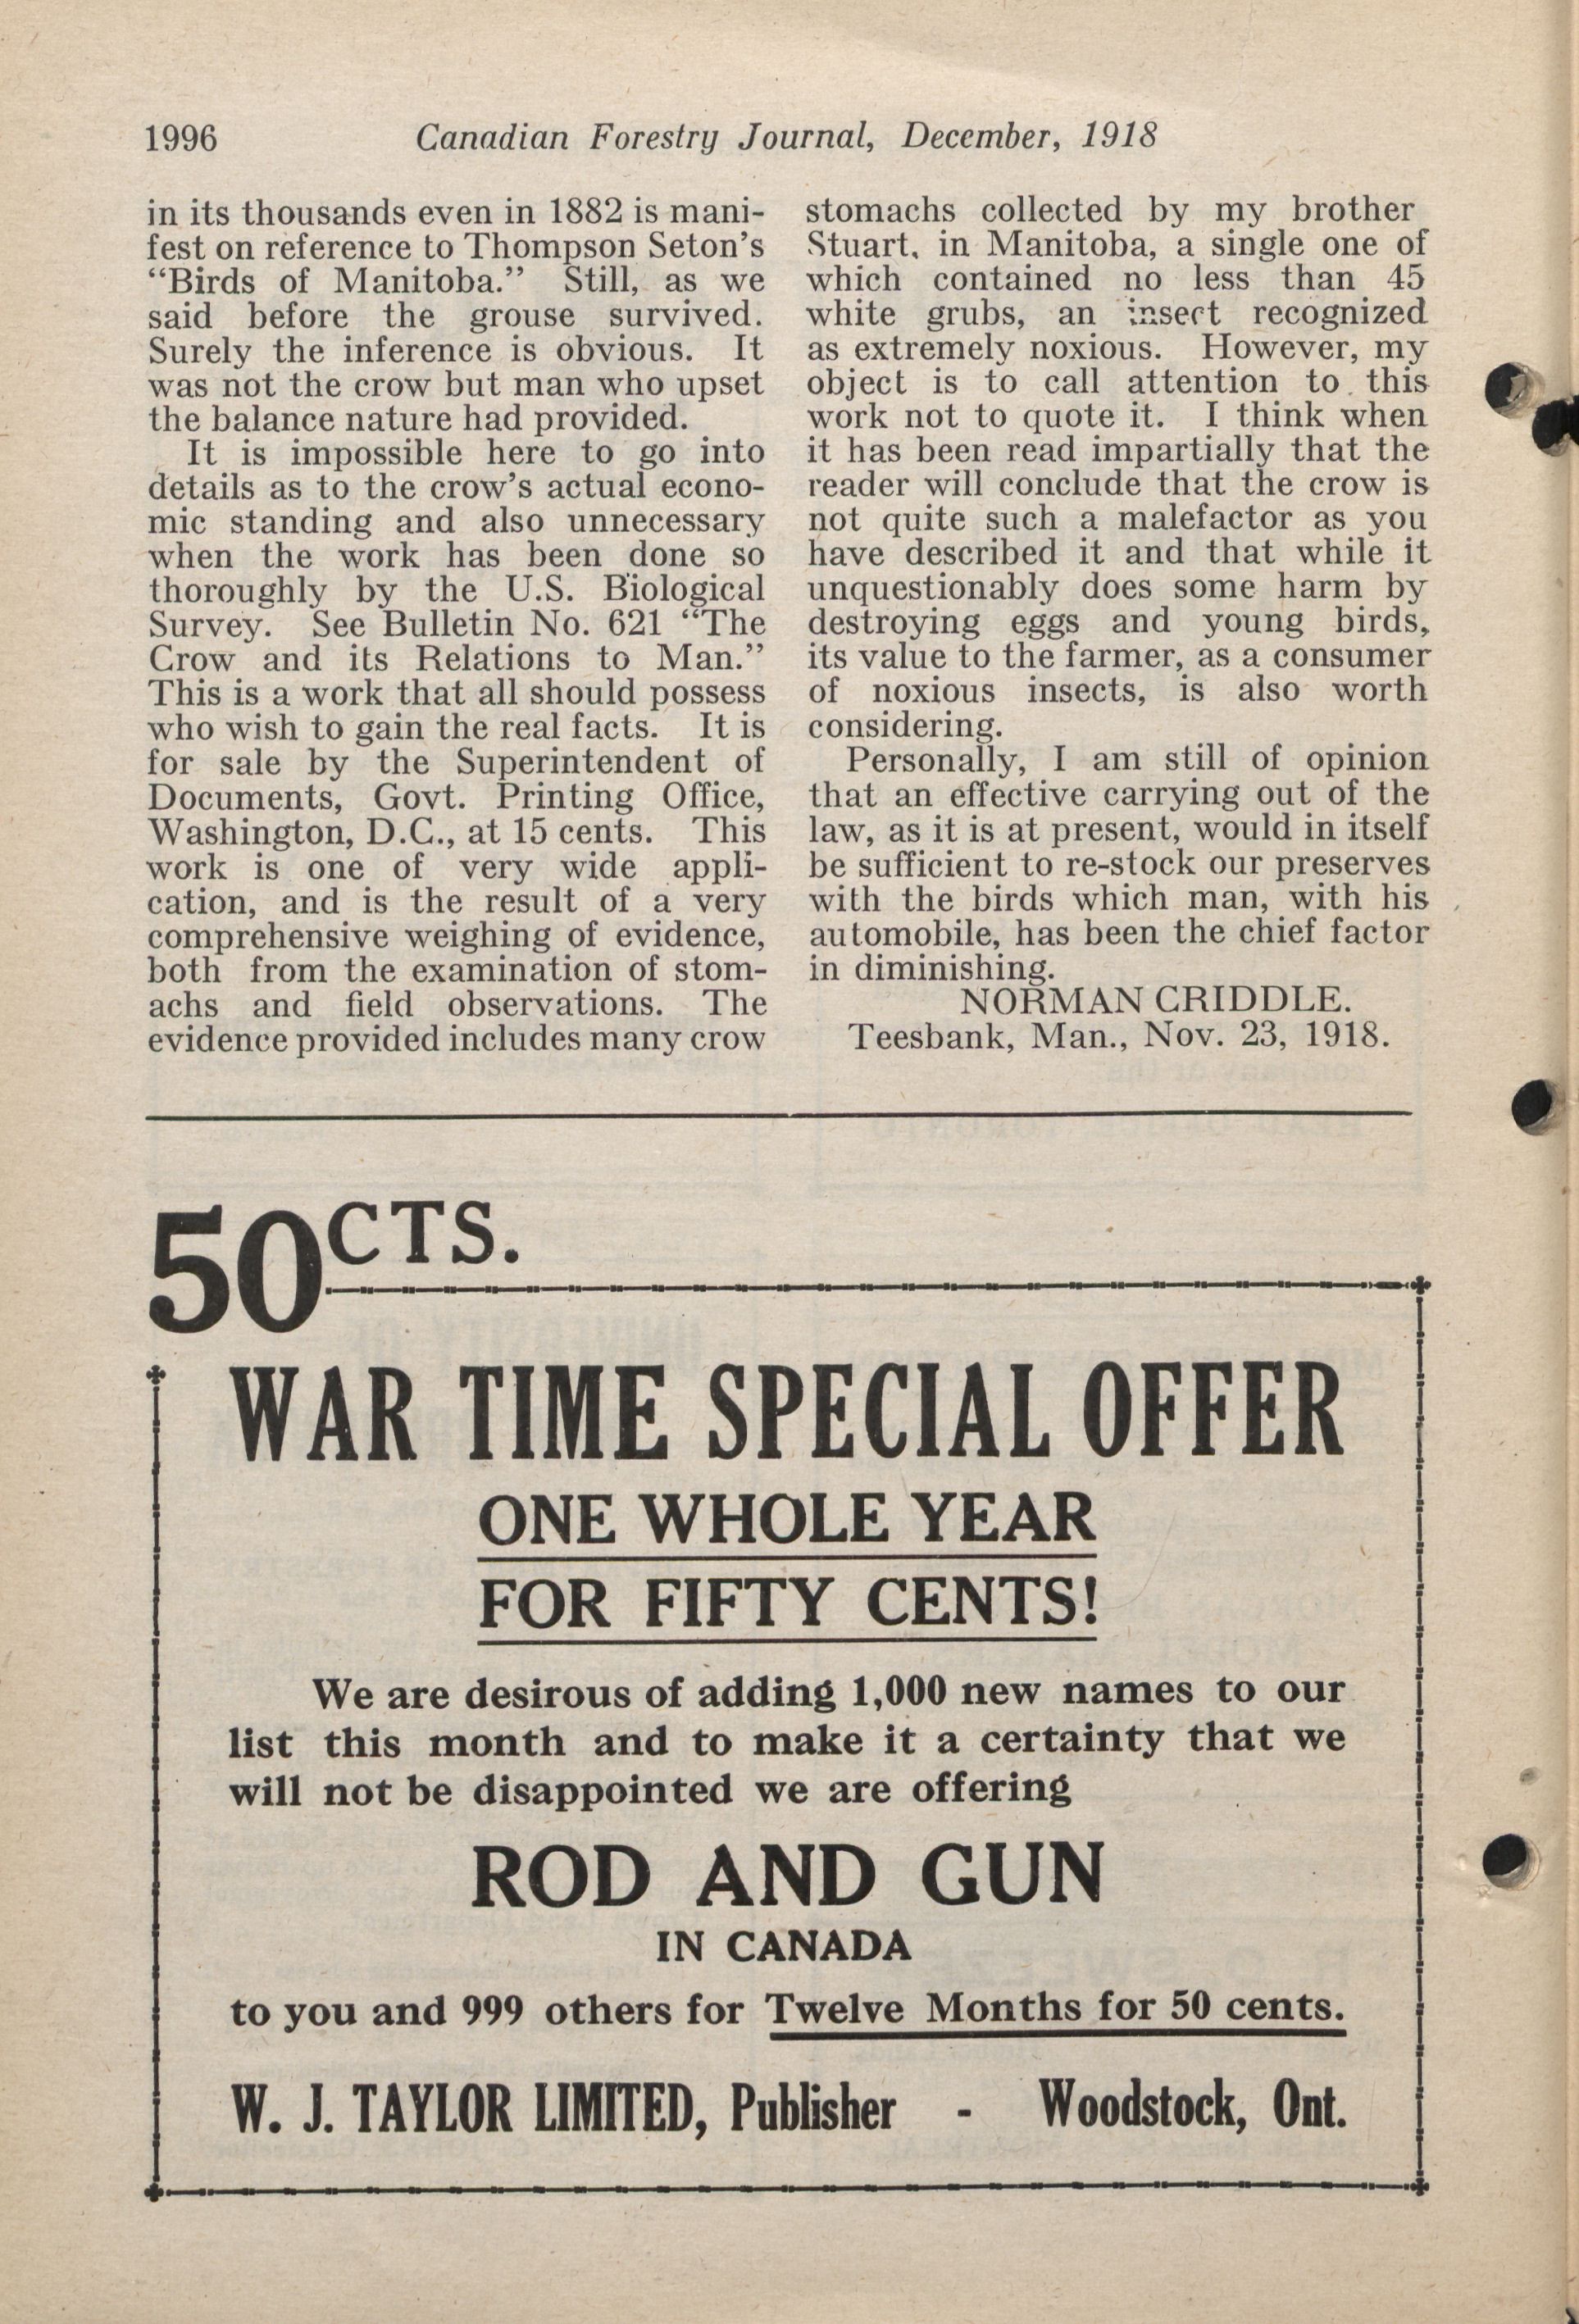 1996 Canadian Forestry Journal, December, 1918
in its thousands even in 1882 is mani-
fest on reference to Thompson Seton's
“Birds of Manitoba.” Still, as we
said before the grouse survived.
Surely the inference is obvious. It
was not the crow but man who upset
the balance nature had provided.
It is impossible here to go into
details as to the crow's actual econo-
mic standing and also unnecessary
when the work has been done so
thoroughly by the U.S. Biological
Survey. See Bulletin No. 621 “The
Crow and its Relations to Man.”
This is a work that all should possess
who wish to gain the real facts. It is
for sale by the Superintendent of
Documents, Govt. Printing Office,
Washington, D.C., at 15 cents. This
work is one of very wide appli-
cation, and is the result of a very
comprehensive weighing of evidence,
both from the examination of stom-
achs and field observations. The
evidence provided includes many crow
stomachs collected by my brother
Stuart, in Manitoba, a single one of
which contained no less than 45
white grubs, an insect recognized
as extremely noxious. However, my
object is to call attention to this
work not to quote it. I think when
it has been read impartially that the
reader will conclude that the crow is
not quite such a malefactor as you
have described it and that while it
unquestionably does some harm by
destroying eggs and young birds,
its value to the farmer, as a consumer
of noxious insects, is also worth
considering.
Personally, I am still of opinion
that an effective carrying out of the
law, as it is at present, would in itself
be sufficient to re-stock our preserves
with the birds which man, with his
automobile, has been the chief factor
in diminishing.
NORMAN CRIDDLE.
Teesbank, Man., Nov. 23, 1918.
50 CTS.
WAR TIME SPECIAL OFFER
ONE WHOLE YEAR
FOR FIFTY CENTS!
We are desirous of adding 1,000 new names to our
list this month and to make it a certainty that we
will not be disappointed we are offering
ROD AND GUN
IN CANADA
to you and 999 others for Twelve Months for 50 cents.
W. J. TAYLOR LIMITED, Publisher - Woodstock, Ont.